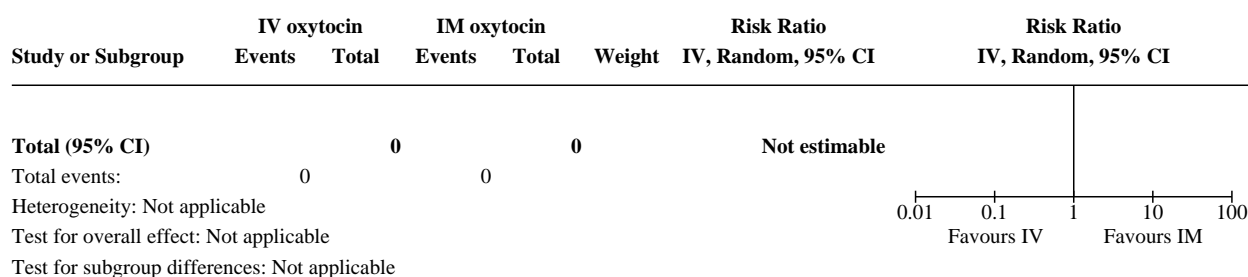 IV oxytocin IM oxytocin Risk Ratio Risk Ratio
Study or Subgroup Events Total Events Total Weight IV, Random, 95% CI IV, Random, 95% CI
Total (95% CI) 0 0 Not estimable
Total events: 0 0
Heterogeneity: Not applicable
0.01 0.1 1 10 100
Test for overall effect: Not applicable
Favours IV Favours IM
Test for subgroup differences: Not applicable